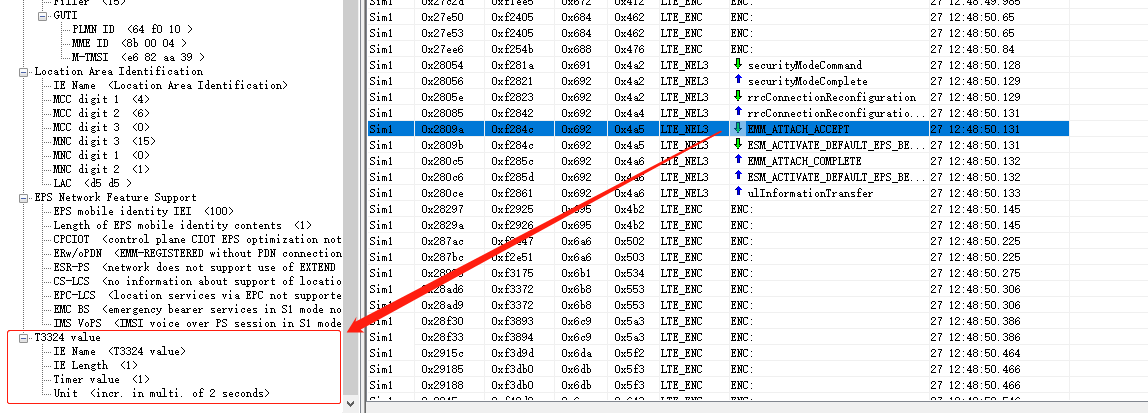 Filler <15>
GUTI
PLMN ID <64 f0 10 >
MME ID <8b 00 04 >
M-TMSI <e6 82 aa 39 >
Location Area Identification
IE Name <Location Area Identification>
MCC digit 1 <4>
MCC digit 2 <6>
MCC digit 3 <0>
MNC digit 3 <15>
MNC digit 1 <0>
MNC digit 2 <1>
LAC <d5 d5 >
EPS Network Feature Support
EPS mobile identity IEI <100>
Length of EPS mobile identity contents <1>
CPCIOT <control plane CIOT EPS optimization not
ERw/oPDN <EMM-REGISTERED without PDN connection
ESR-PS <network does not support use of EXTEND
CS-LCS <no information about support of locatio
EPC-LCS <location services via EPC not supporte
EMC BS <emergency bearer services in S1 mode no
IMS VoPS <IMSI voice over PS session in S1 mode
T3324 value
IE Name <T3324 value>
IE Length <1>
Timer value <1>
Unit <incr. in multi. of 2 seconds>
Sim1 0x27c2d 0xf1ee5 0x672 0x412 LTE_ENC ENC: 27 12:48:49.985
Sim1 0x27e50 0xf2405 0x684 0x462 LTE_ENC ENC: 27 12:48:50.65
Sim1 0x27e53 0xf2405 0x684 0x462 LTE_ENC ENC: 27 12:48:50.65
Sim1 0x27ee6 0xf254b 0x688 0x476 LTE_ENC ENC: 27 12:48:50.84
Sim1 0x28054 0xf281a 0x691 0x4a2 LTE_NEL3 securityModeCommand 27 12:48:50.128
Sim1 0x28056 0xf2821 0x692 0x4a2 LTE_NEL3 securityModeComplete 27 12:48:50.129
Sim1 0x2805e 0xf2823 0x692 0x4a2 LTE_NEL3 rrcConnectionReconfiguration 27 12:48:50.129
Sim1 0x28085 0xf2842 0x692 0x4a4 LTE_NEL3 rrcConnectionReconfiguratio... 27 12:48:50.131
Sim1 0x2809a 0xf284c 0x692 0x4a5 LTE_NEL3 EMM_ATTACH_ACCEPT 27 12:48:50.131
Sim1 0x2809b 0xf284c 0x692 0x4a5 LTE_NEL3 ESM_ACTIVATE_DEFAULT_EPS_BE... 27 12:48:50.131
Sim1 0x280c5 0xf285c 0x692 0x4a6 LTE_NEL3 EMM_ATTACH_COMPLETE 27 12:48:50.132
Sim1 0x280c6 0xf285d 0x692 0x4a6 LTE_NEL3 ESM_ACTIVATE_DEFAULT_EPS_BE... 27 12:48:50.132
Sim1 0x280ce 0xf2861 0x692 0x4a6 LTE_NEL3 ulInformationTransfer 27 12:48:50.133
Sim1 0x28297 0xf2925 0x695 0x4b2 LTE_ENC ENC: 27 12:48:50.145
Sim1 0x2829a 0xf2926 0x695 0x4b2 LTE_ENC ENC: 27 12:48:50.145
Sim1 0x287ac 0x6a6 0x502 LTE_ENC ENC: 27 12:48:50.225
Sim1 0x287bc 0xf2e51 0x6a6 0x503 LTE_ENC ENC: 27 12:48:50.225
Sim1 0xf3175 0x6b1 0x534 LTE_ENC ENC: 27 12:48:50.275
Sim1 0x28ad6 0xf3372 0x6b8 0x553 LTE_ENC ENC: 27 12:48:50.306
Sim1 0x28ad9 0xf3372 0x6b8 0x553 LTE_ENC ENC: 27 12:48:50.306
Sim1 0x28f30 0xf3893 0x6c9 0x5a3 LTE_ENC ENC: 27 12:48:50.386
Sim1 0x28f33 0xf3894 0x6c9 0x5a3 LTE_ENC ENC: 27 12:48:50.386
Sim1 0x2915c 0xf3d9d 0x6da 0x5f2 LTE_ENC ENC: 27 12:48:50.464
Sim1 0x29185 0xf3db0 0x6db 0x5f3 LTE_ENC ENC: 27 12:48:50.466
Sim1 0x29188 0xf3db0 0x6db 0x5f3 LTE_ENC ENC: 27 12:48:50.466